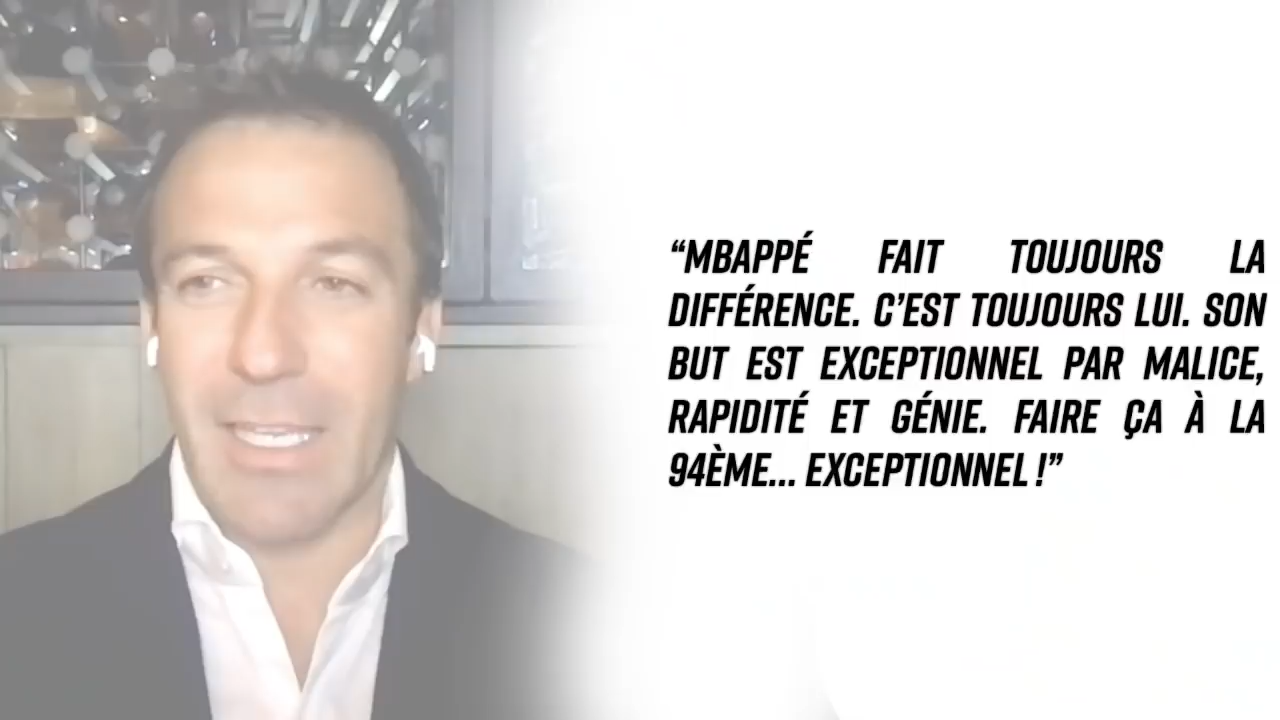 “MBAPPÉ FAIT TOUJOURS LA
DIFFÉRENCE. C’EST TOUJOURS LUI. SON
BUT EST EXCEPTIONNEL PAR MALICE,
RAPIDITÉ ET GÉNIE. FAIRE ÇA À LA
94ÈME... EXCEPTIONNEL !”